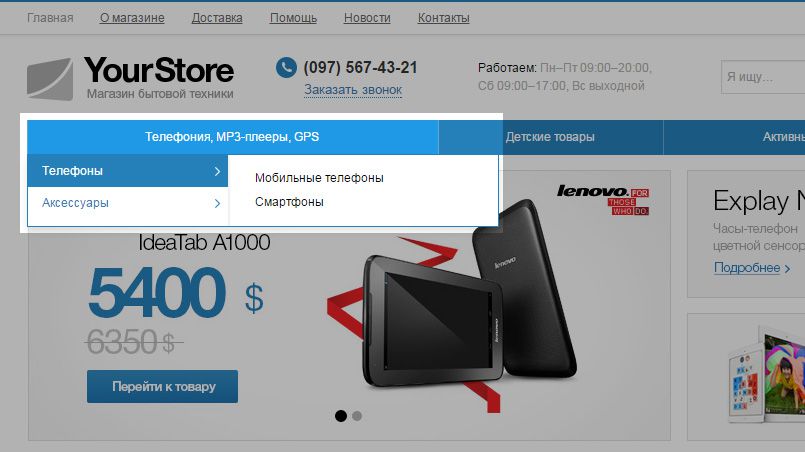 Главная О магазине Доставка Помощь Новости Контакты
YourStore
Магазин бытовой техники
(097) 567-43-21
Заказать звонок
Работаем: Пн–Пт 09:00–20:00,
Сб 09:00–17:00, Вс выходной
Я ищу...
Телефония, MP3-плееры, GPS Детские товары Активны
Телефоны
Аксессуары
Мобильные телефоны
Смартфоны
lenovo FOR
THOSE
WHO DO.
IdeaTab A1000
5400 $
6350 $
Перейти к товару
lenovo
lenovo
Explay N
Часы-телефон
цветной сенсор
Подробнее